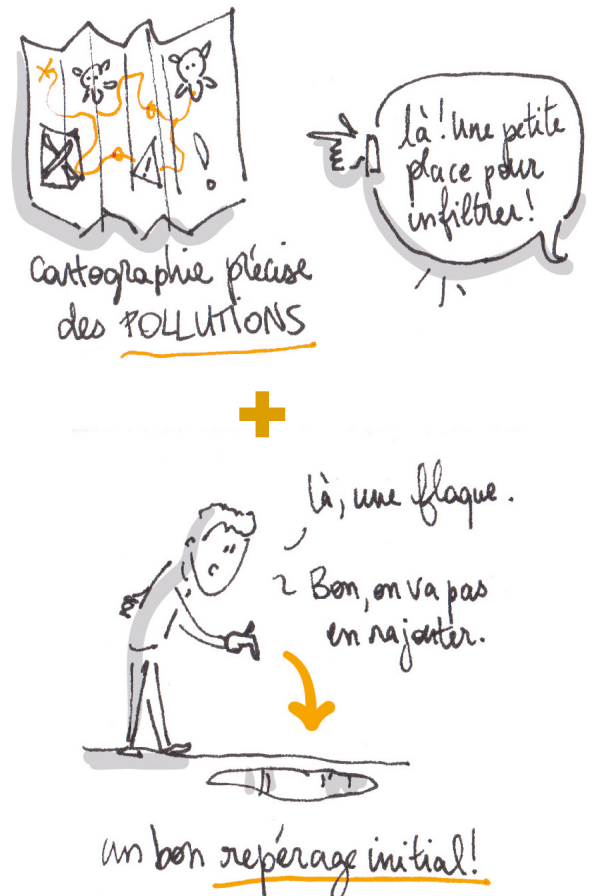 là! Une petite
place pour
infiltrer!
Cartographie précise
des POLLUTIONS
Là, une flaque.
Bon, on va pas
en rajouter.
un bon repérage initial!